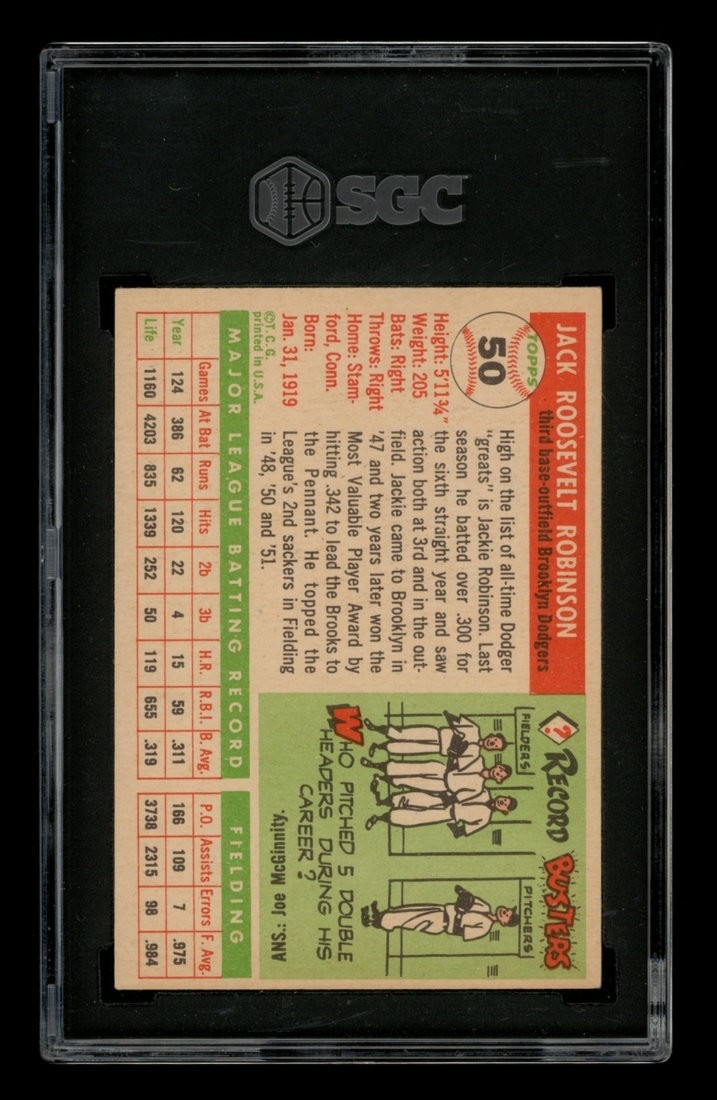 SGC
JACK ROOSEVELT ROBINSON
third base-outfield Brooklyn Dodgers
TOPPS
50
Height: 5'11¾"
Weight: 205
Bats: Right
Throws: Right
Home: Stam-
ford, Conn.
Born:
Jan. 31, 1919
©T.C.G.
printed in U.S.A.
High on the list of all-time Dodger
"greats" is Jackie Robinson. Last
season he batted over .300 for
the sixth straight year and saw
action both at 3rd and in the out-
field. Jackie came to Brooklyn in
'47 and two years later won the
Most Valuable Player Award by
hitting .342 to lead the Brooks to
the Pennant. He topped the
League's 2nd sackers in Fielding
in '48, '50 and '51.
? RECORD BUSTERS
FIELDERS
PITCHERS
WHO PITCHED 5 DOUBLE
HEADERS DURING HIS
CAREER?
ANS: Joe McGinnity.
MAJOR LEAGUE BATTING RECORD FIELDING
Games At Bat Runs Hits 2b 3b H.R. R.B.I. B. Avg. P.O. Assists Errors F. Avg.
Year 124 386 62 120 22 4 15 59 .311 166 109 7 .975
Life 1160 4203 835 1339 252 50 119 655 .319 3738 2315 98 .984